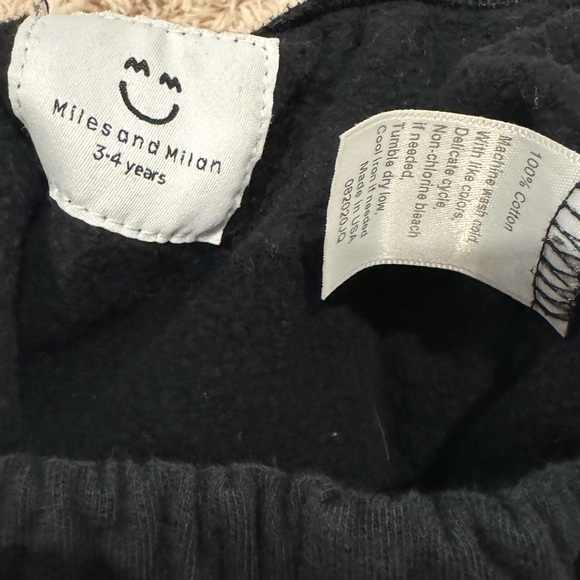 Miles and Milan
3-4 years
100% Cotton
Machine wash cold
With like colors,
Delicate cycle
Non-chlorine bleach
if needed,
Tumble dry low
Cool Iron if needed
Made in USA
082020JQ